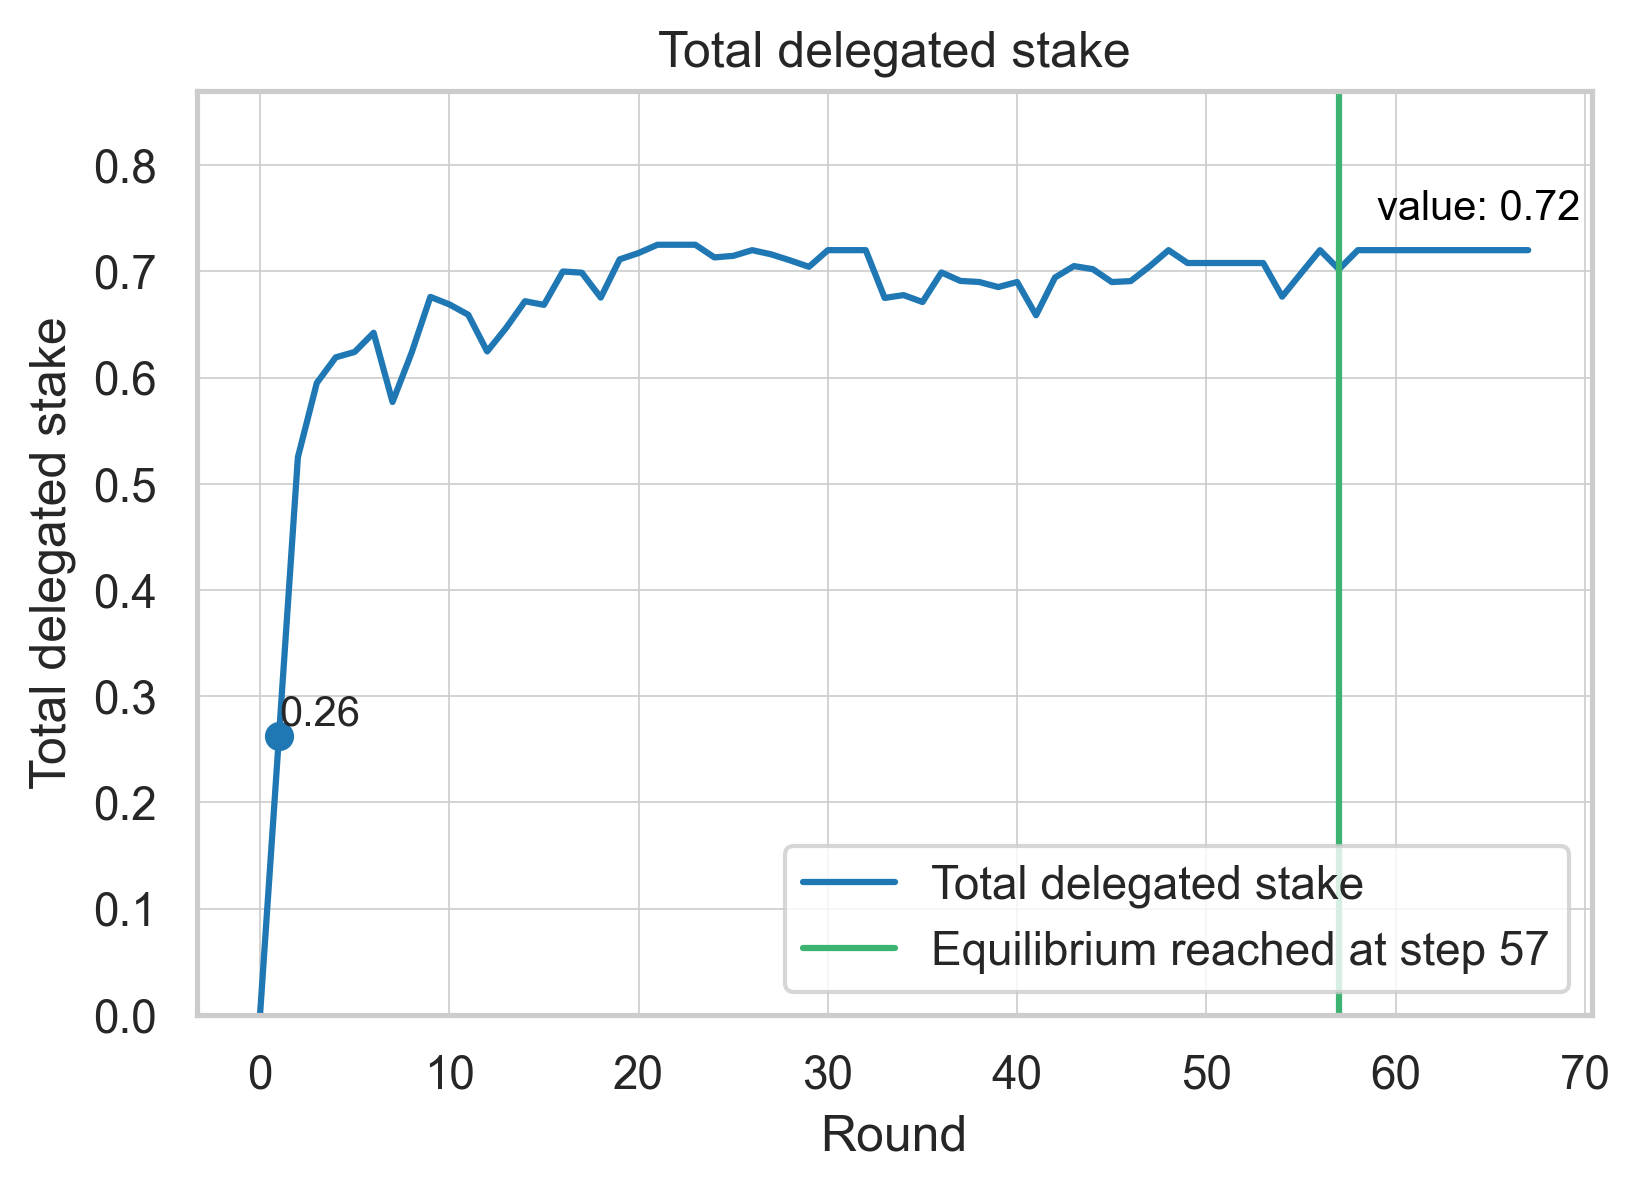 Total delegated stake
Total delegated stake
0.8
0.7
0.6
0.5
0.4
0.3
0.2
0.1
0.0
value: 0.72
0.26
Total delegated stake
Equilibrium reached at step 57
0 10 20 30 40 50 60 70
Round